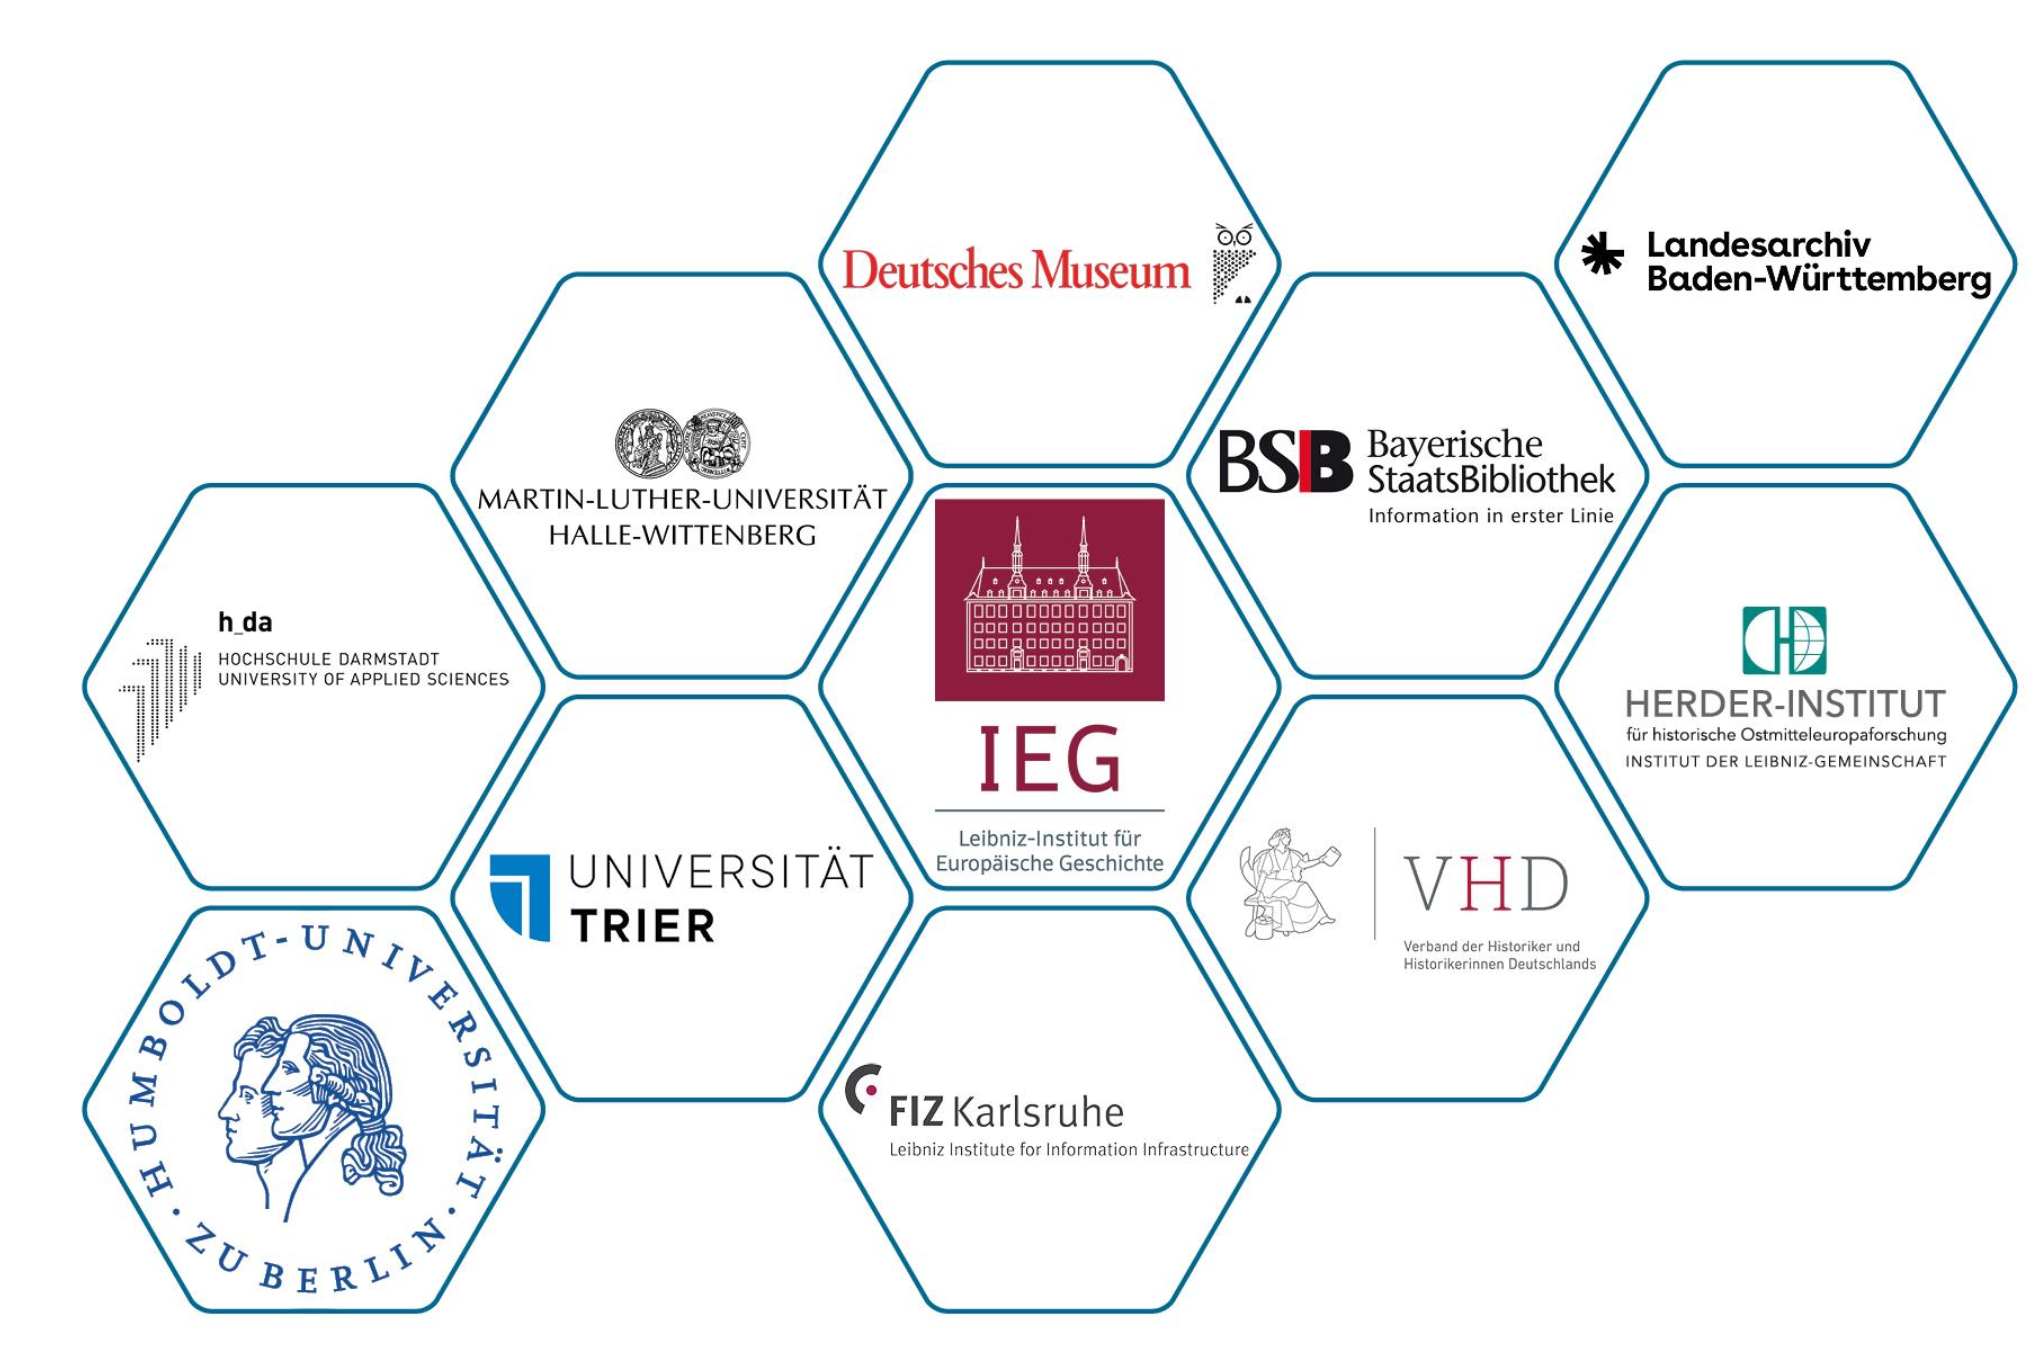 Deutsches Museum
Landesarchiv
Baden-Württemberg
MARTIN-LUTHER-UNIVERSITÄT
HALLE-WITTENBERG
BSB
Bayerische
StaatsBibliothek
Information in erster Linie
h_da
HOCHSCHULE DARMSTADT
UNIVERSITY OF APPLIED SCIENCES
IEG
Leibniz-Institut für
Europäische Geschichte
HERDER-INSTITUT
für historische Ostmitteleuropaforschung
INSTITUT DER LEIBNIZ-GEMEINSCHAFT
UNIVERSITÄT
TRIER
VHD
Verband der Historiker und
Historikerinnen Deutschlands
HUMBOLDT-UNIVERSITÄT
· ZU BERLIN ·
FIZ Karlsruhe
Leibniz Institute for Information Infrastructure